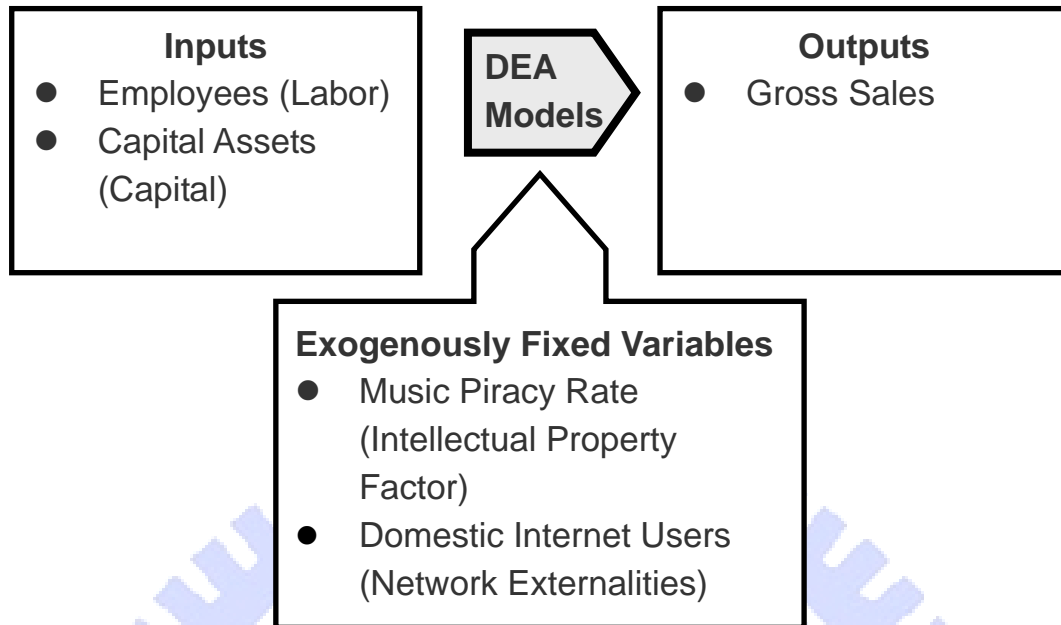 Inputs
● Employees (Labor)
● Capital Assets
(Capital)
DEA
Models
Outputs
● Gross Sales
Exogenously Fixed Variables
● Music Piracy Rate
(Intellectual Property
Factor)
● Domestic Internet Users
(Network Externalities)